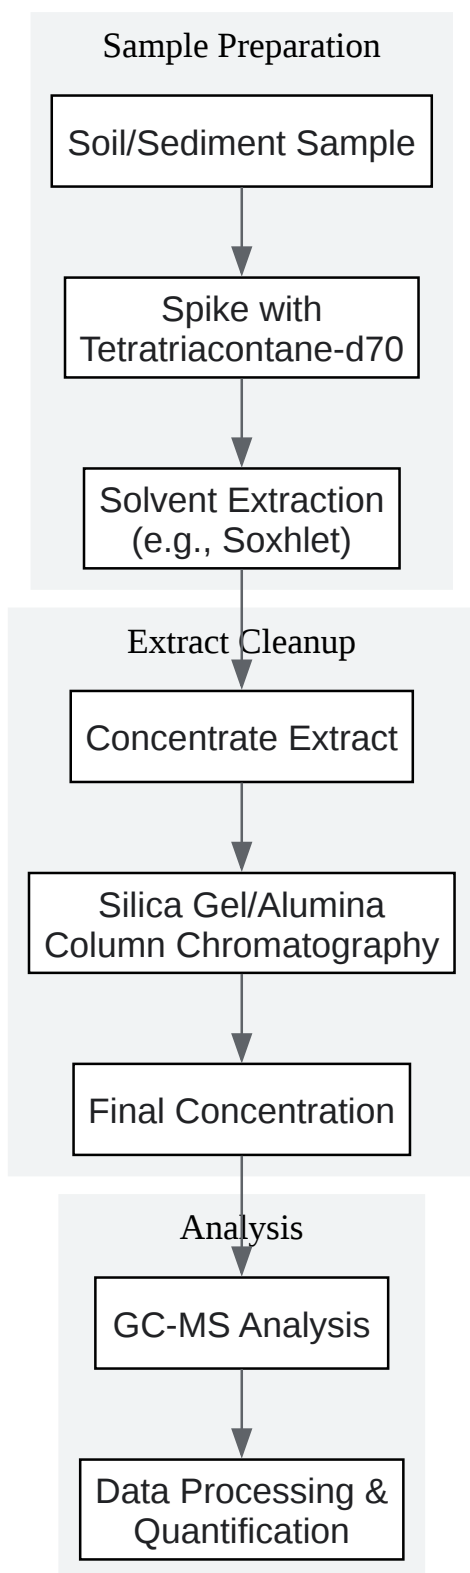 Sample Preparation
Soil/Sediment Sample
Spike with
Tetratriacontane-d70
Solvent Extraction
(e.g., Soxhlet)
Extract Cleanup
Concentrate Extract
Silica Gel/Alumina
Column Chromatography
Final Concentration
Analysis
GC-MS Analysis
Data Processing &
Quantification